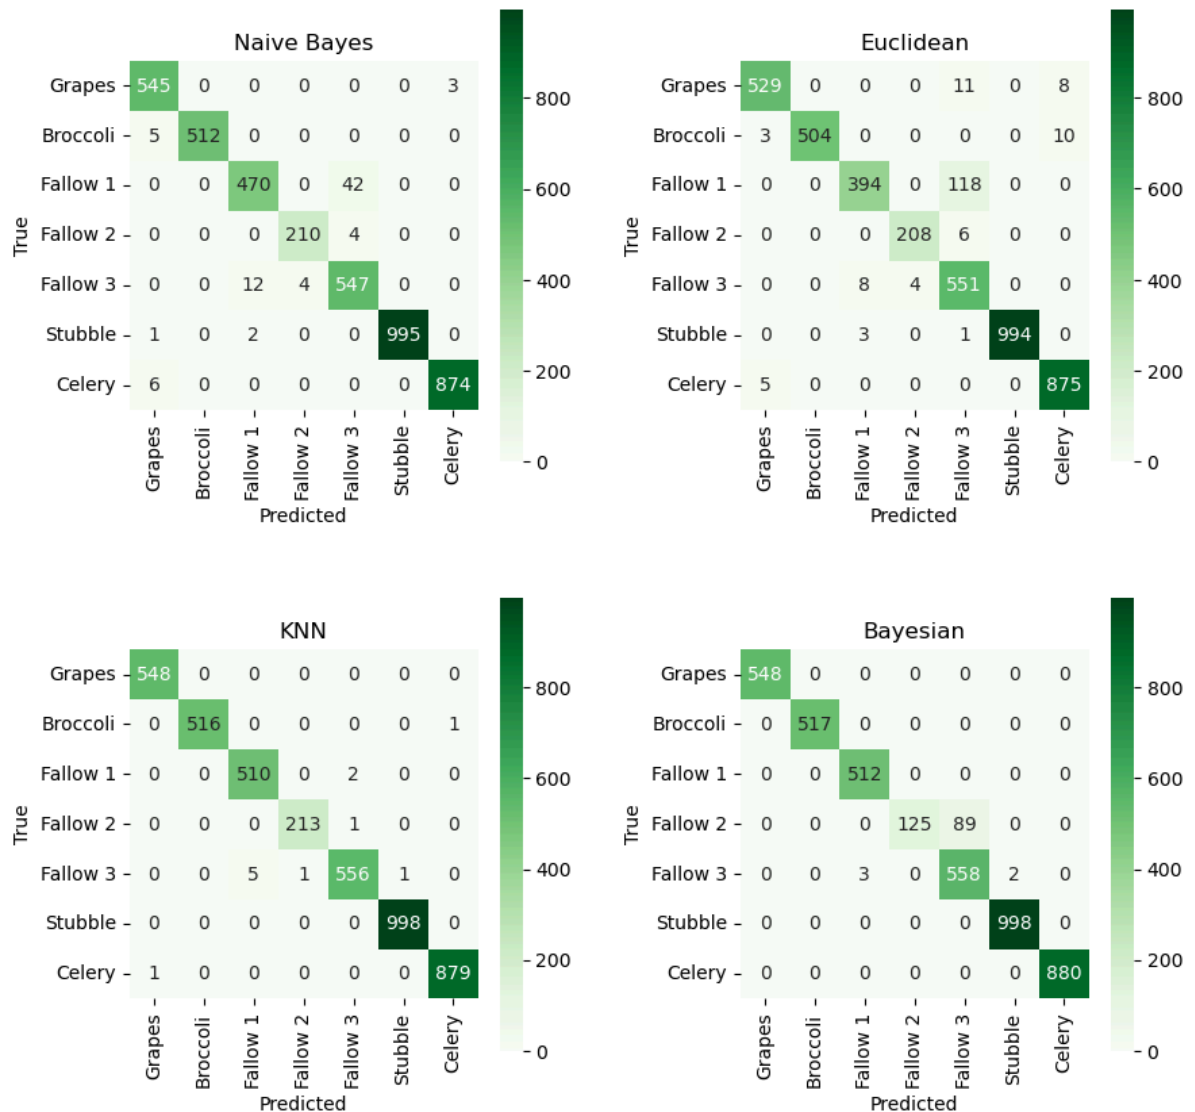 Naive Bayes
True
Grapes 545 0 0 0 0 0 3
Broccoli 5 512 0 0 0 0 0
Fallow 1 0 0 470 0 42 0 0
Fallow 2 0 0 0 210 4 0 0
Fallow 3 0 0 12 4 547 0 0
Stubble 1 0 2 0 0 995 0
Celery 6 0 0 0 0 0 874
Grapes Broccoli Fallow 1 Fallow 2 Fallow 3 Stubble Celery
Predicted
800
600
400
200
0
Euclidean
True
Grapes 529 0 0 0 11 0 8
Broccoli 3 504 0 0 0 0 10
Fallow 1 0 0 394 0 118 0 0
Fallow 2 0 0 0 208 6 0 0
Fallow 3 0 0 8 4 551 0 0
Stubble 0 0 3 0 1 994 0
Celery 5 0 0 0 0 0 875
Grapes Broccoli Fallow 1 Fallow 2 Fallow 3 Stubble Celery
Predicted
800
600
400
200
0
KNN
True
Grapes 548 0 0 0 0 0 0
Broccoli 0 516 0 0 0 0 1
Fallow 1 0 0 510 0 2 0 0
Fallow 2 0 0 0 213 1 0 0
Fallow 3 0 0 5 1 556 1 0
Stubble 0 0 0 0 0 998 0
Celery 1 0 0 0 0 0 879
Grapes Broccoli Fallow 1 Fallow 2 Fallow 3 Stubble Celery
Predicted
800
600
400
200
0
Bayesian
True
Grapes 548 0 0 0 0 0 0
Broccoli 0 517 0 0 0 0 0
Fallow 1 0 0 512 0 0 0 0
Fallow 2 0 0 0 125 89 0 0
Fallow 3 0 0 3 0 558 2 0
Stubble 0 0 0 0 0 998 0
Celery 0 0 0 0 0 0 880
Grapes Broccoli Fallow 1 Fallow 2 Fallow 3 Stubble Celery
Predicted
800
600
400
200
0